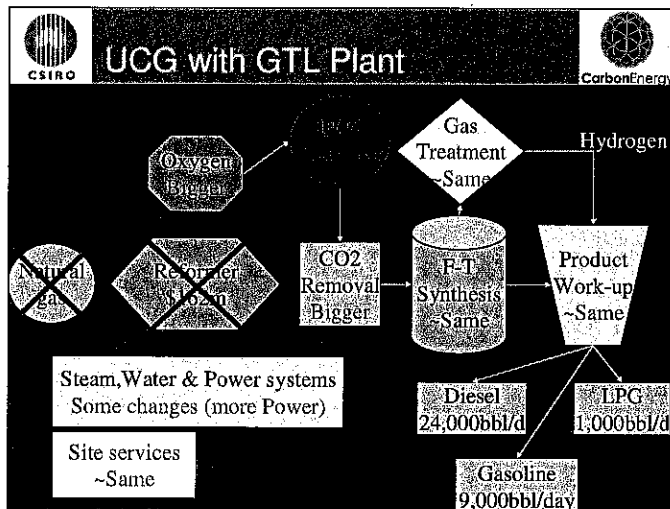 CSIRO
UCG with GTL Plant
CarbonEnergy
Oxygen
Bigger
Gas
Treatment
~Same
Hydrogen
Natural
gas
Reformer
$162m
CO2
Removal
Bigger
F-T
Synthesis
~Same
Product
Work-up
~Same
Steam,Water & Power systems
Some changes (more Power)
Site services
~Same
Diesel
24,000bbl/d
LPG
1,000bbl/d
Gasoline
9,000bbl/day